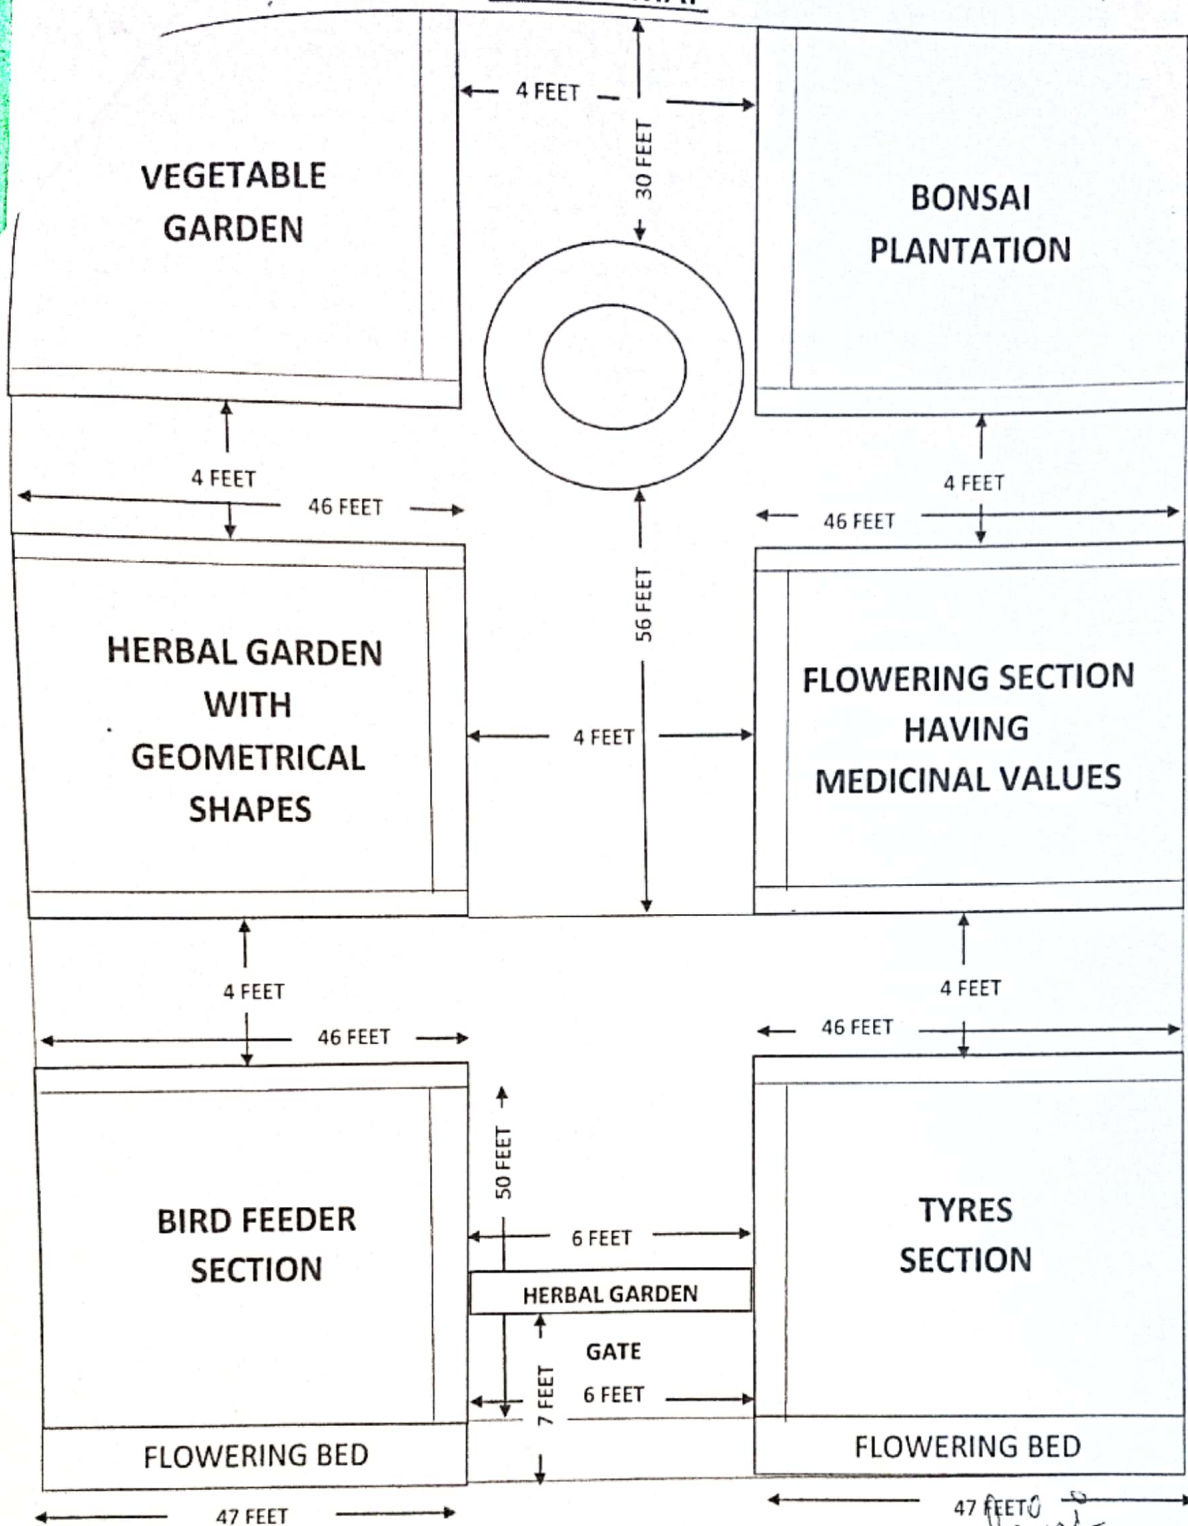 4 FEET
30 FEET
VEGETABLE
GARDEN
BONSAI
PLANTATION
4 FEET
46 FEET
4 FEET
46 FEET
56 FEET
HERBAL GARDEN
WITH
GEOMETRICAL
SHAPES
4 FEET
FLOWERING SECTION
HAVING
MEDICINAL VALUES
4 FEET
46 FEET
4 FEET
46 FEET
50 FEET
BIRD FEEDER
SECTION
6 FEET
TYRES
SECTION
HERBAL GARDEN
GATE
7 FEET
6 FEET
FLOWERING BED
FLOWERING BED
47 FEET
47 FEET